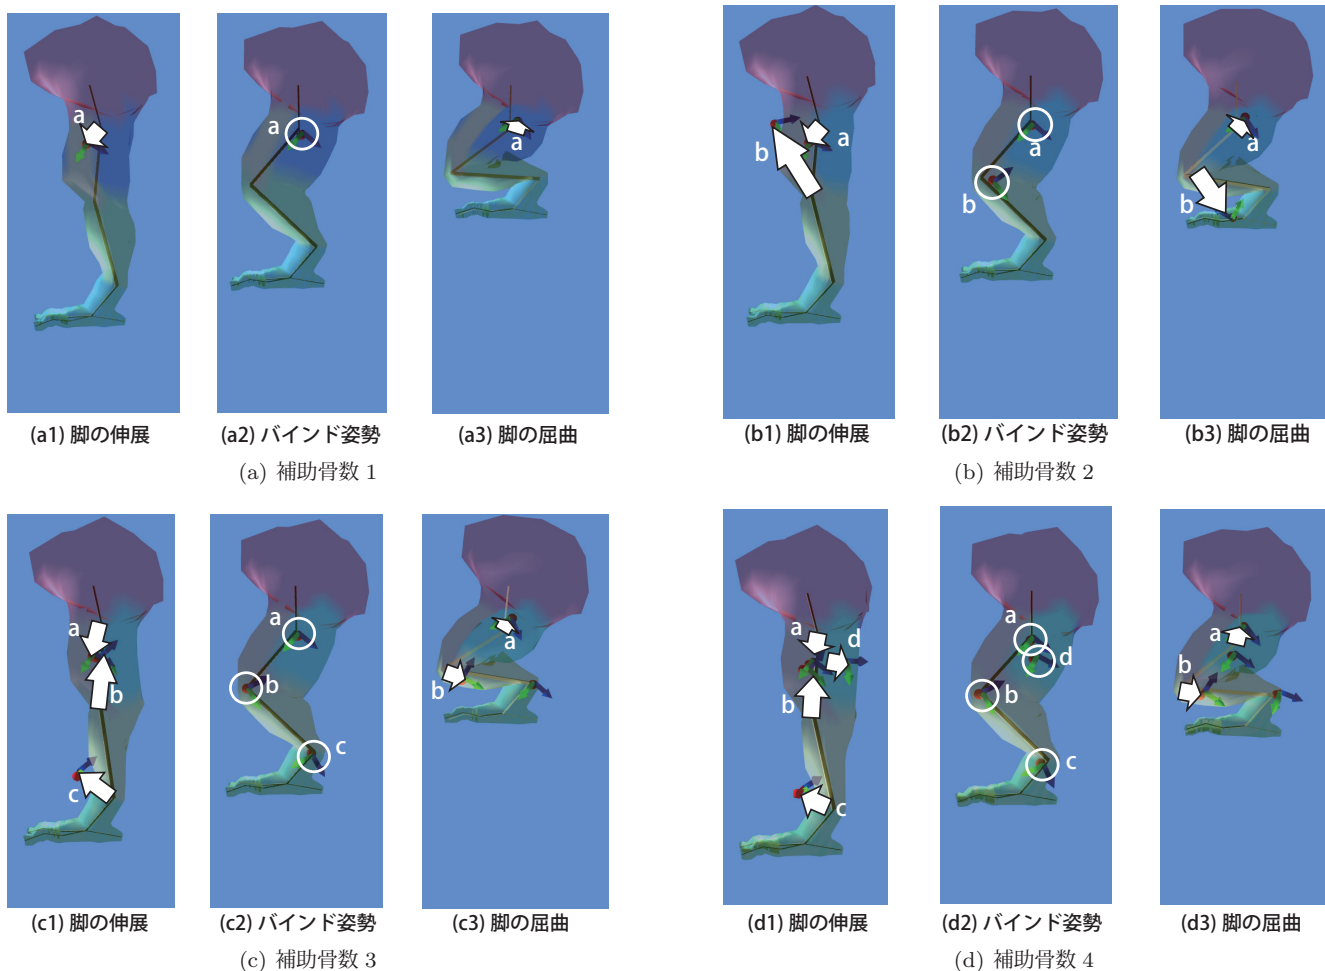 a
a
a
(a1) 脚の伸展
(a2) バインド姿勢
(a3) 脚の屈曲
(a) 補助骨数 1
a
b
a
b
a
b
(b1) 脚の伸展
(b2) バインド姿勢
(b3) 脚の屈曲
(b) 補助骨数 2
a
b
c
a
b
c
a
b
(c1) 脚の伸展
(c2) バインド姿勢
(c3) 脚の屈曲
(c) 補助骨数 3
a
d
b
c
a
d
b
c
a
b
(d1) 脚の伸展
(d2) バインド姿勢
(d3) 脚の屈曲
(d) 補助骨数 4